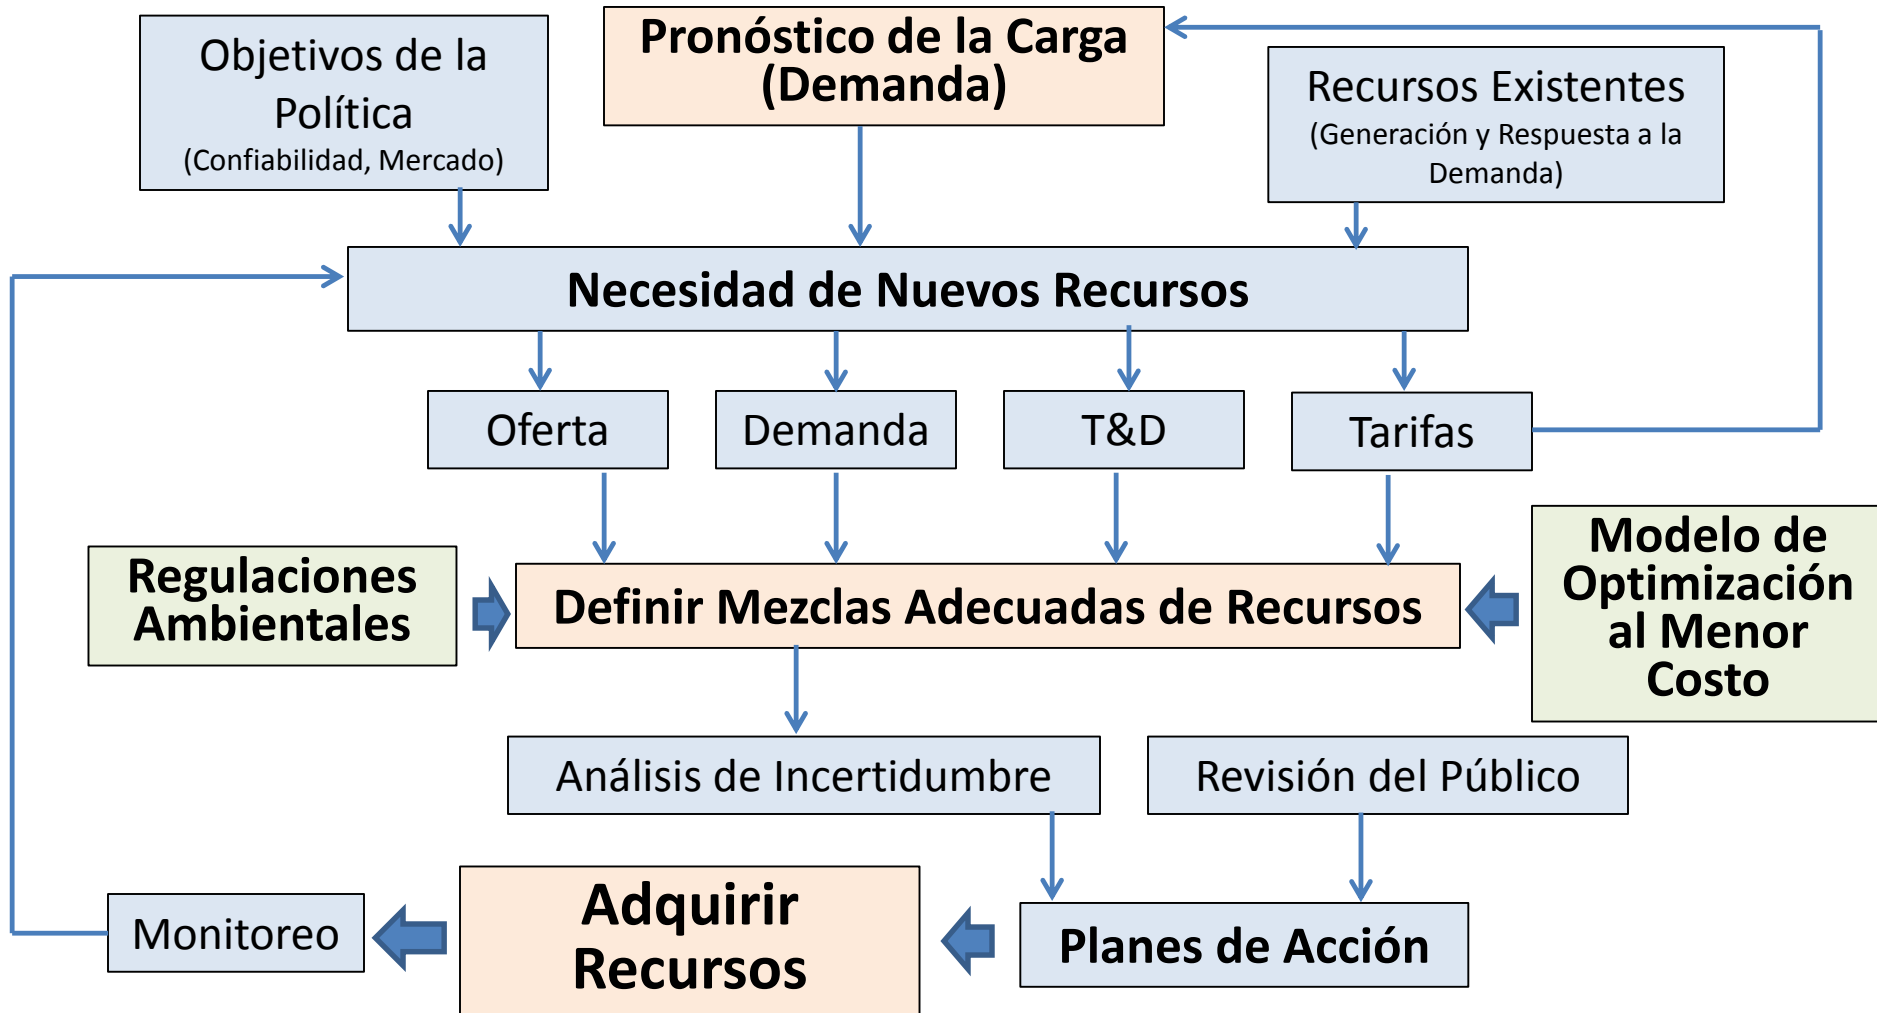 Objetivos de la
Política
(Confiabilidad, Mercado)
Pronóstico de la Carga
(Demanda)
Recursos Existentes
(Generación y Respuesta a la
Demanda)
Necesidad de Nuevos Recursos
Oferta
Demanda
T&D
Tarifas
Regulaciones
Ambientales
Definir Mezclas Adecuadas de Recursos
Modelo de
Optimización
al Menor
Costo
Análisis de Incertidumbre
Revisión del Público
Monitoreo
Adquirir
Recursos
Planes de Acción